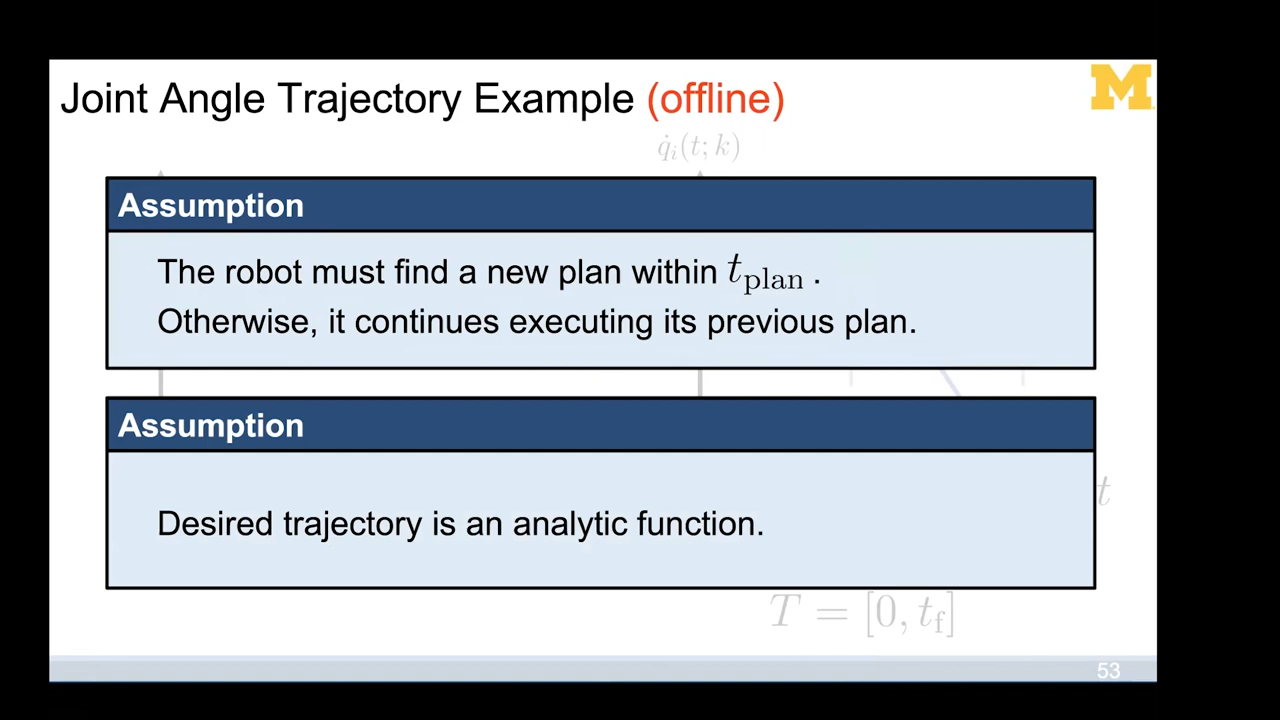 Joint Angle Trajectory Example (offline)
M
q̇ᵢ(t; k)
Assumption
The robot must find a new plan within t_plan .
Otherwise, it continues executing its previous plan.
Assumption
t
Desired trajectory is an analytic function.
T = [0, t_f]
53